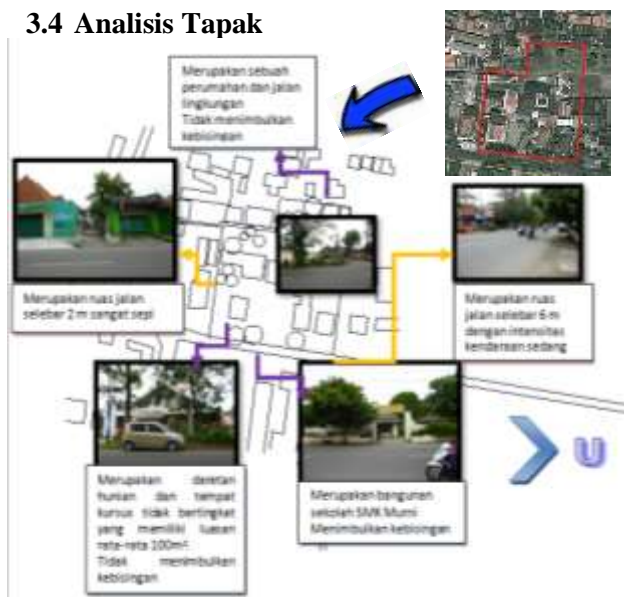 3.4 Analisis Tapak
Merupakan sebuah
perumahan dan jalan
lingkungan
Tidak menimbulkan
kebisingan
Merupakan ruas jalan
selebar 2 m sangat sepi
Merupakan ruas
jalan selebar 6 m
dengan intensitas
kendaraan sedang
Merupakan deretan
hunian dan tempat
kursus tidak bertingkat
yang memiliki luasan
rata-rata 100m²
Tidak menimbulkan
kebisingan
Merupakan bangunan
sekolah SMK Murni
Menimbulkan kebisingan
U